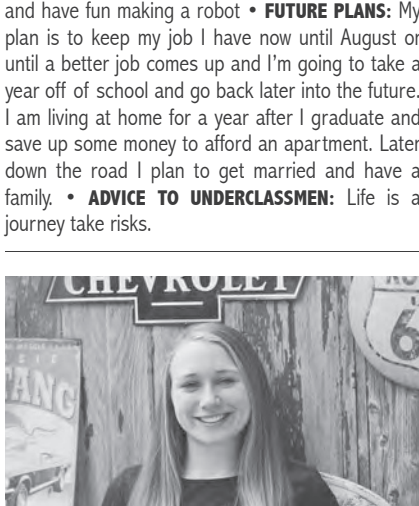 and have fun making a robot • FUTURE PLANS: My
plan is to keep my job I have now until August or
until a better job comes up and I'm going to take a
year off of school and go back later into the future.
I am living at home for a year after I graduate and
save up some money to afford an apartment. Later
down the road I plan to get married and have a
family. • ADVICE TO UNDERCLASSMEN: Life is a
journey take risks.
CHEVROLET
TANG
6